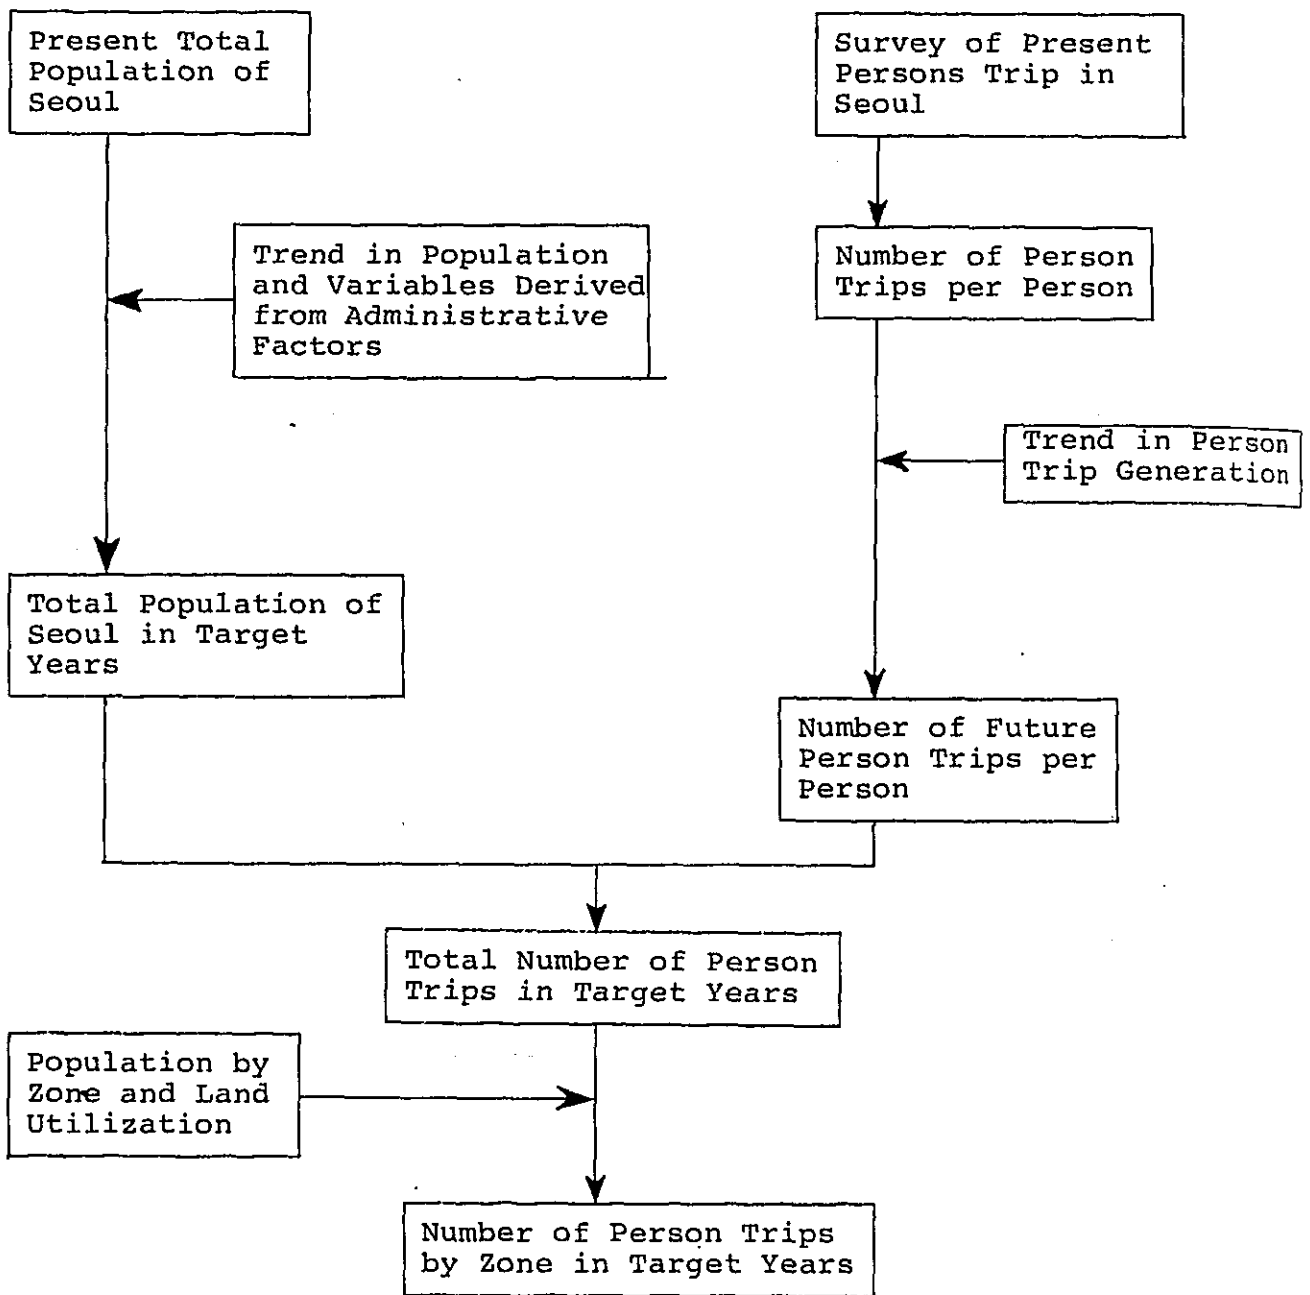 Present Total
Population of
Seoul
Survey of Present
Persons Trip in
Seoul
Trend in Population
and Variables Derived
from Administrative
Factors
Number of Person
Trips per Person
Trend in Person
Trip Generation
Total Population of
Seoul in Target
Years
Number of Future
Person Trips per
Person
Total Number of Person
Trips in Target Years
Population by
Zone and Land
Utilization
Number of Person Trips
by Zone in Target Years